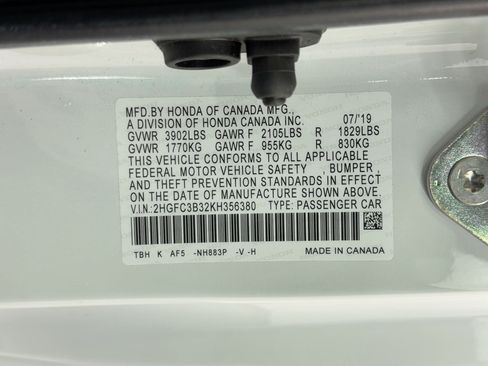 MFD.BY HONDA OF CANADA MFG.,
A DIVISION OF HONDA CANADA INC. 07/'19
GVWR 3902LBS GAWR F 2105LBS R 1829LBS
GVWR 1770KG GAWR F 955KG R 830KG
THIS VEHICLE CONFORMS TO ALL APPLICABLE
FEDERAL MOTOR VEHICLE SAFETY , BUMPER ,
AND THEFT PREVENTION STANDARDS IN EFFECT
ON THE DATE OF MANUFACTURE SHOWN ABOVE.
V.I.N.: 2HGFC3B32KH356380 TYPE: PASSENGER CAR
TBH K AF5 -NH883P -V -H MADE IN CANADA